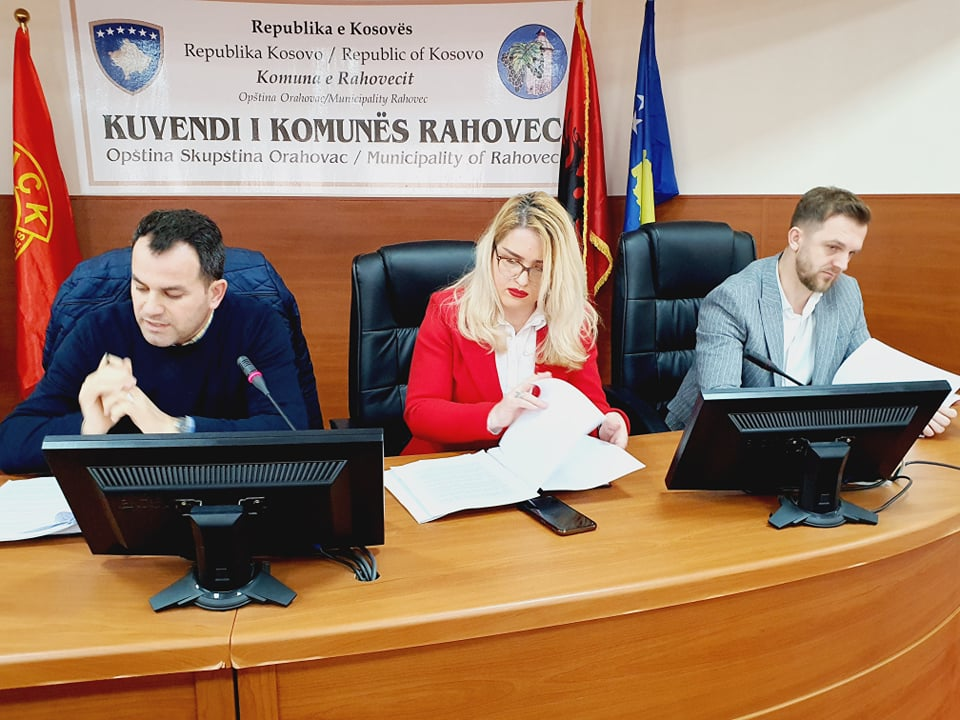 Republika e Kosovës
Republika Kosovo / Republic of Kosovo
Komuna e Rahovecit
Opština Orahovac/Municipality Rahovec
KUVENDI I KOMUNËS RAHOVEC
Opština Skupština Orahovac / Municipality of Rahovec